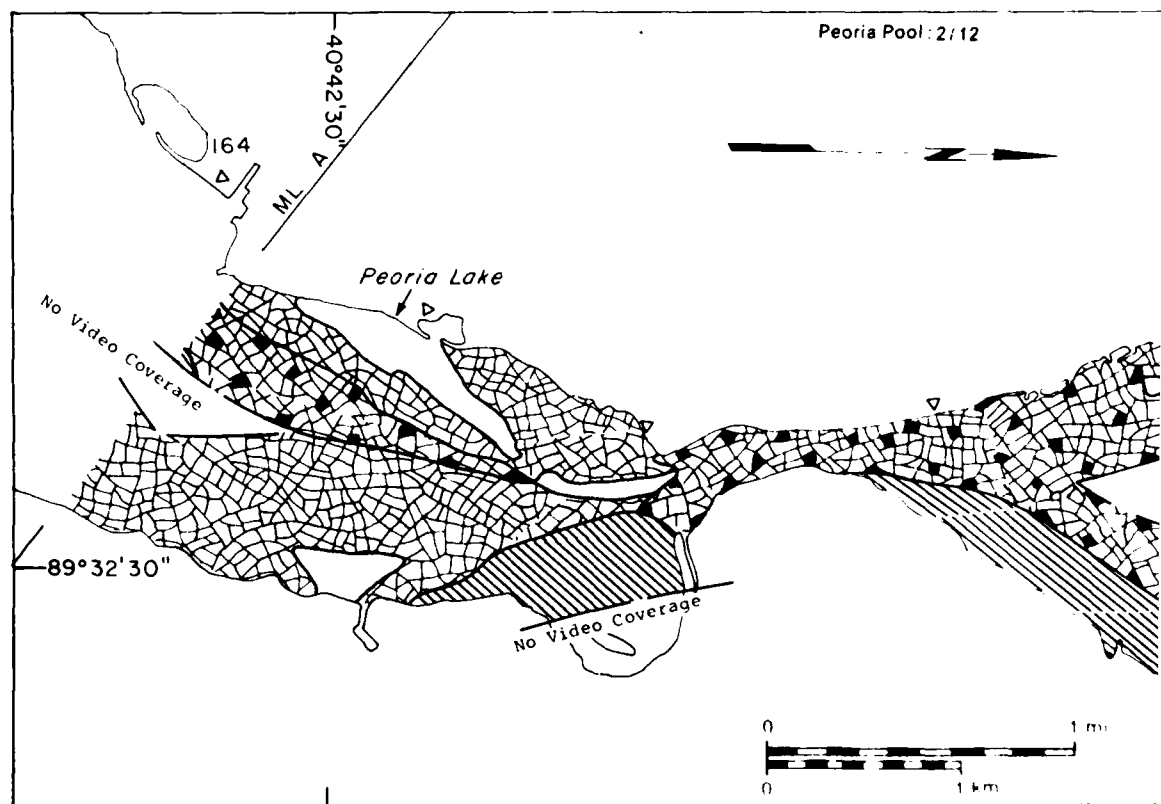 Peoria Pool: 2/12
40°42'30"
164
ML A
N
Peoria Lake
No Video Coverage
89°32'30"
No Video Coverage
0 1 mi
0 1 km